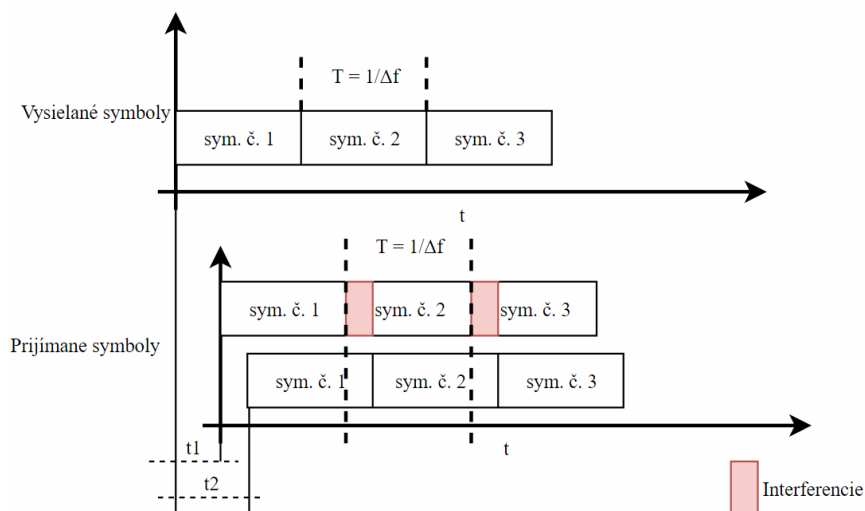 T = 1/Δf
Vysielané symboly
sym. č. 1 sym. č. 2 sym. č. 3
t
T = 1/Δf
sym. č. 1 sym. č. 2 sym. č. 3
Prijímane symboly
sym. č. 1 sym. č. 2 sym. č. 3
t1 t
t2
Interferencie